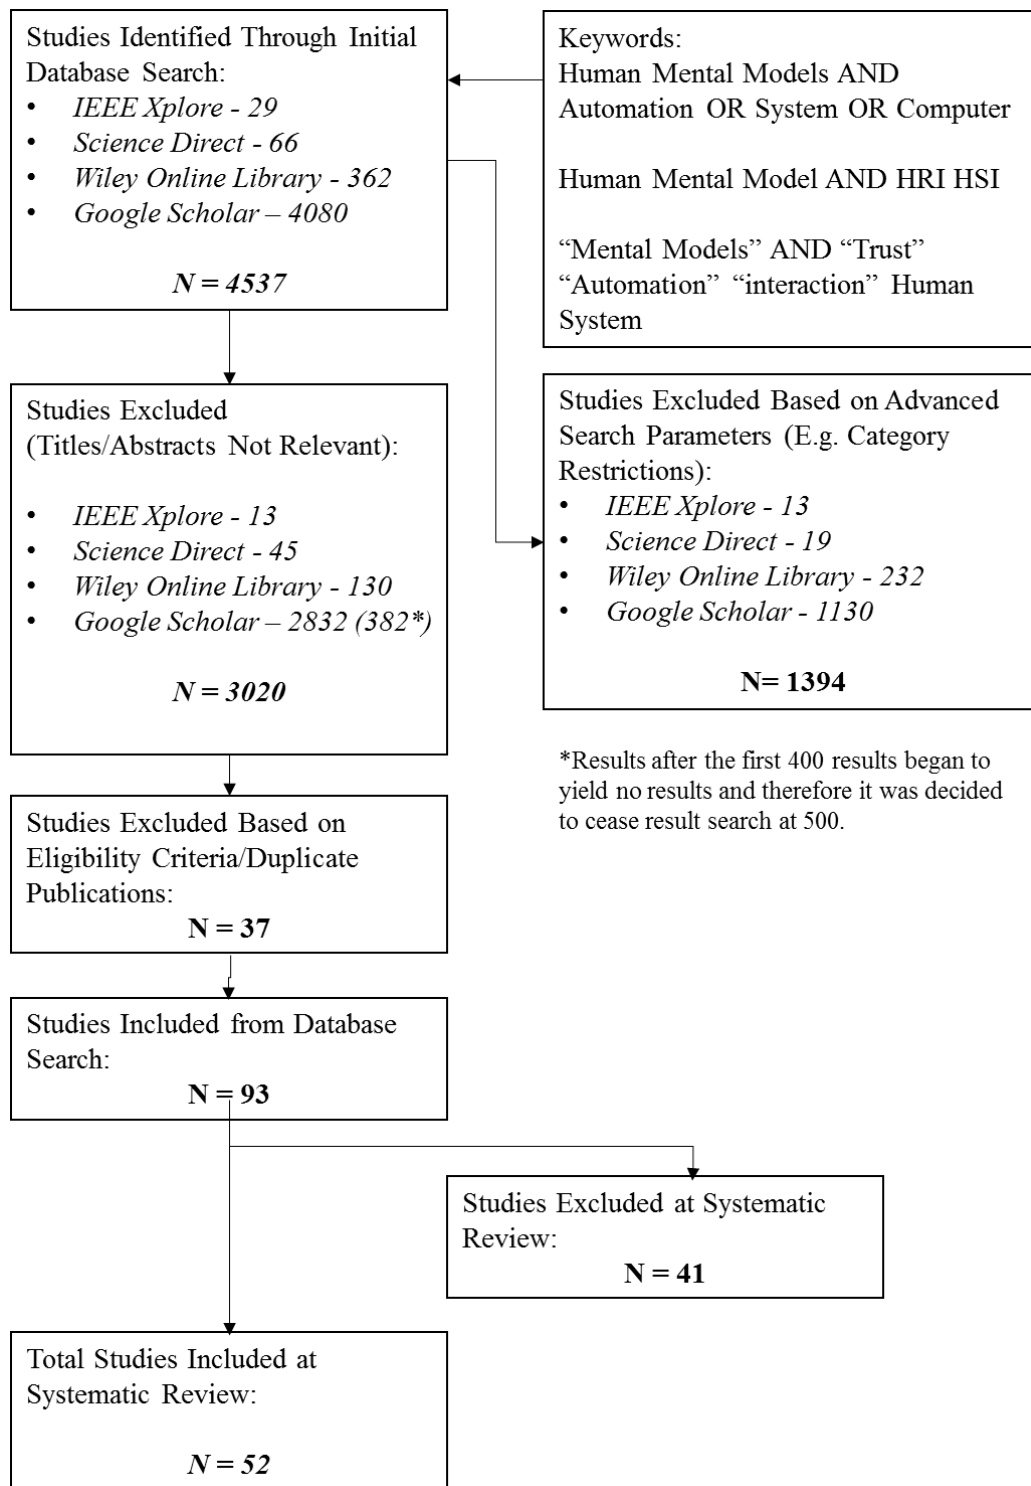 Studies Identified Through Initial
Database Search:
• IEEE Xplore - 29
• Science Direct - 66
• Wiley Online Library - 362
• Google Scholar – 4080
N = 4537
Keywords:
Human Mental Models AND
Automation OR System OR Computer
Human Mental Model AND HRI HSI
“Mental Models” AND “Trust”
“Automation” “interaction” Human
System
Studies Excluded
(Titles/Abstracts Not Relevant):
• IEEE Xplore - 13
• Science Direct - 45
• Wiley Online Library - 130
• Google Scholar – 2832 (382*)
N = 3020
Studies Excluded Based on Advanced
Search Parameters (E.g. Category
Restrictions):
• IEEE Xplore - 13
• Science Direct - 19
• Wiley Online Library - 232
• Google Scholar - 1130
N= 1394
*Results after the first 400 results began to
yield no results and therefore it was decided
to cease result search at 500.
Studies Excluded Based on
Eligibility Criteria/Duplicate
Publications:
N = 37
Studies Included from Database
Search:
N = 93
Studies Excluded at Systematic
Review:
N = 41
Total Studies Included at
Systematic Review:
N = 52